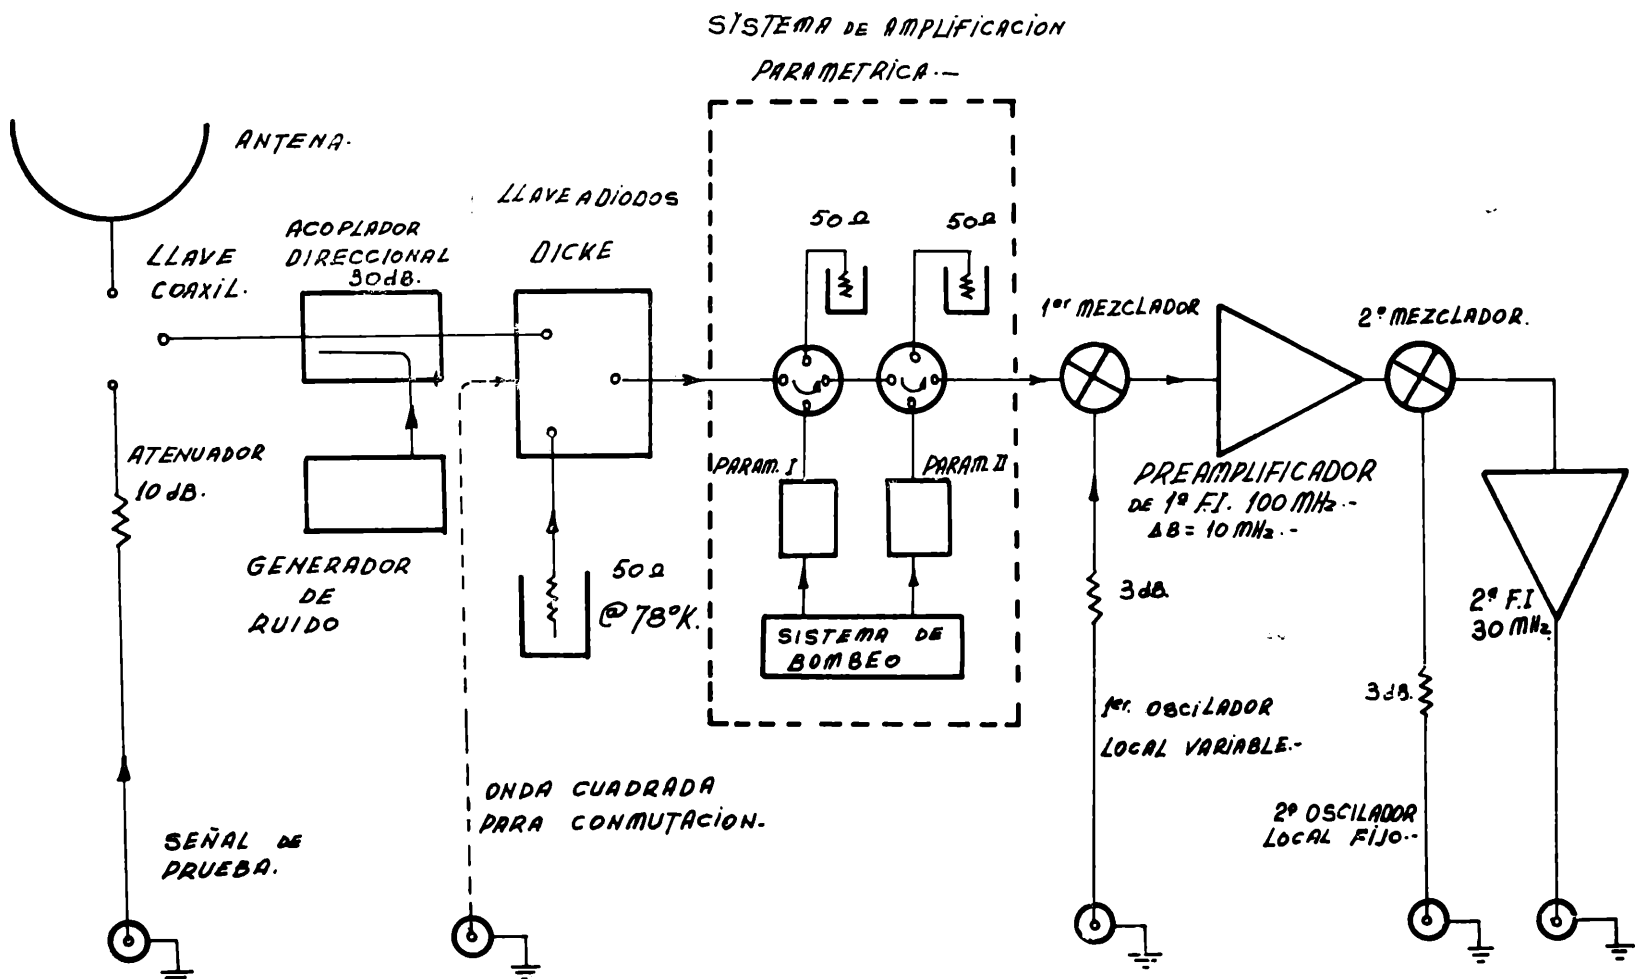 SISTEMA DE AMPLIFICACION
PARAMETRICA.-
ANTENA.
LLAVE
COAXIL.
ACOPLADOR
DIRECCIONAL
30dB.
LLAVE A DIODOS
DICKE
50Ω
50Ω
1er MEZCLADOR
2º MEZCLADOR.
ATENUADOR
10 dB.
GENERADOR
DE
RUIDO
50Ω
@ 78°K.
PARAM. I
PARAM. II
SISTEMA DE
BOMBEO
PREAMPLIFICADOR
DE 1ª F.I. 100 MHz.-
ΔB = 10 MHz.-
2ª F.I
30 MHz
3dB.
3dB.
1er. OSCILADOR
LOCAL VARIABLE.-
2º OSCILADOR
LOCAL FIJO.-
ONDA CUADRADA
PARA CONMUTACION.-
SEÑAL DE
PRUEBA.